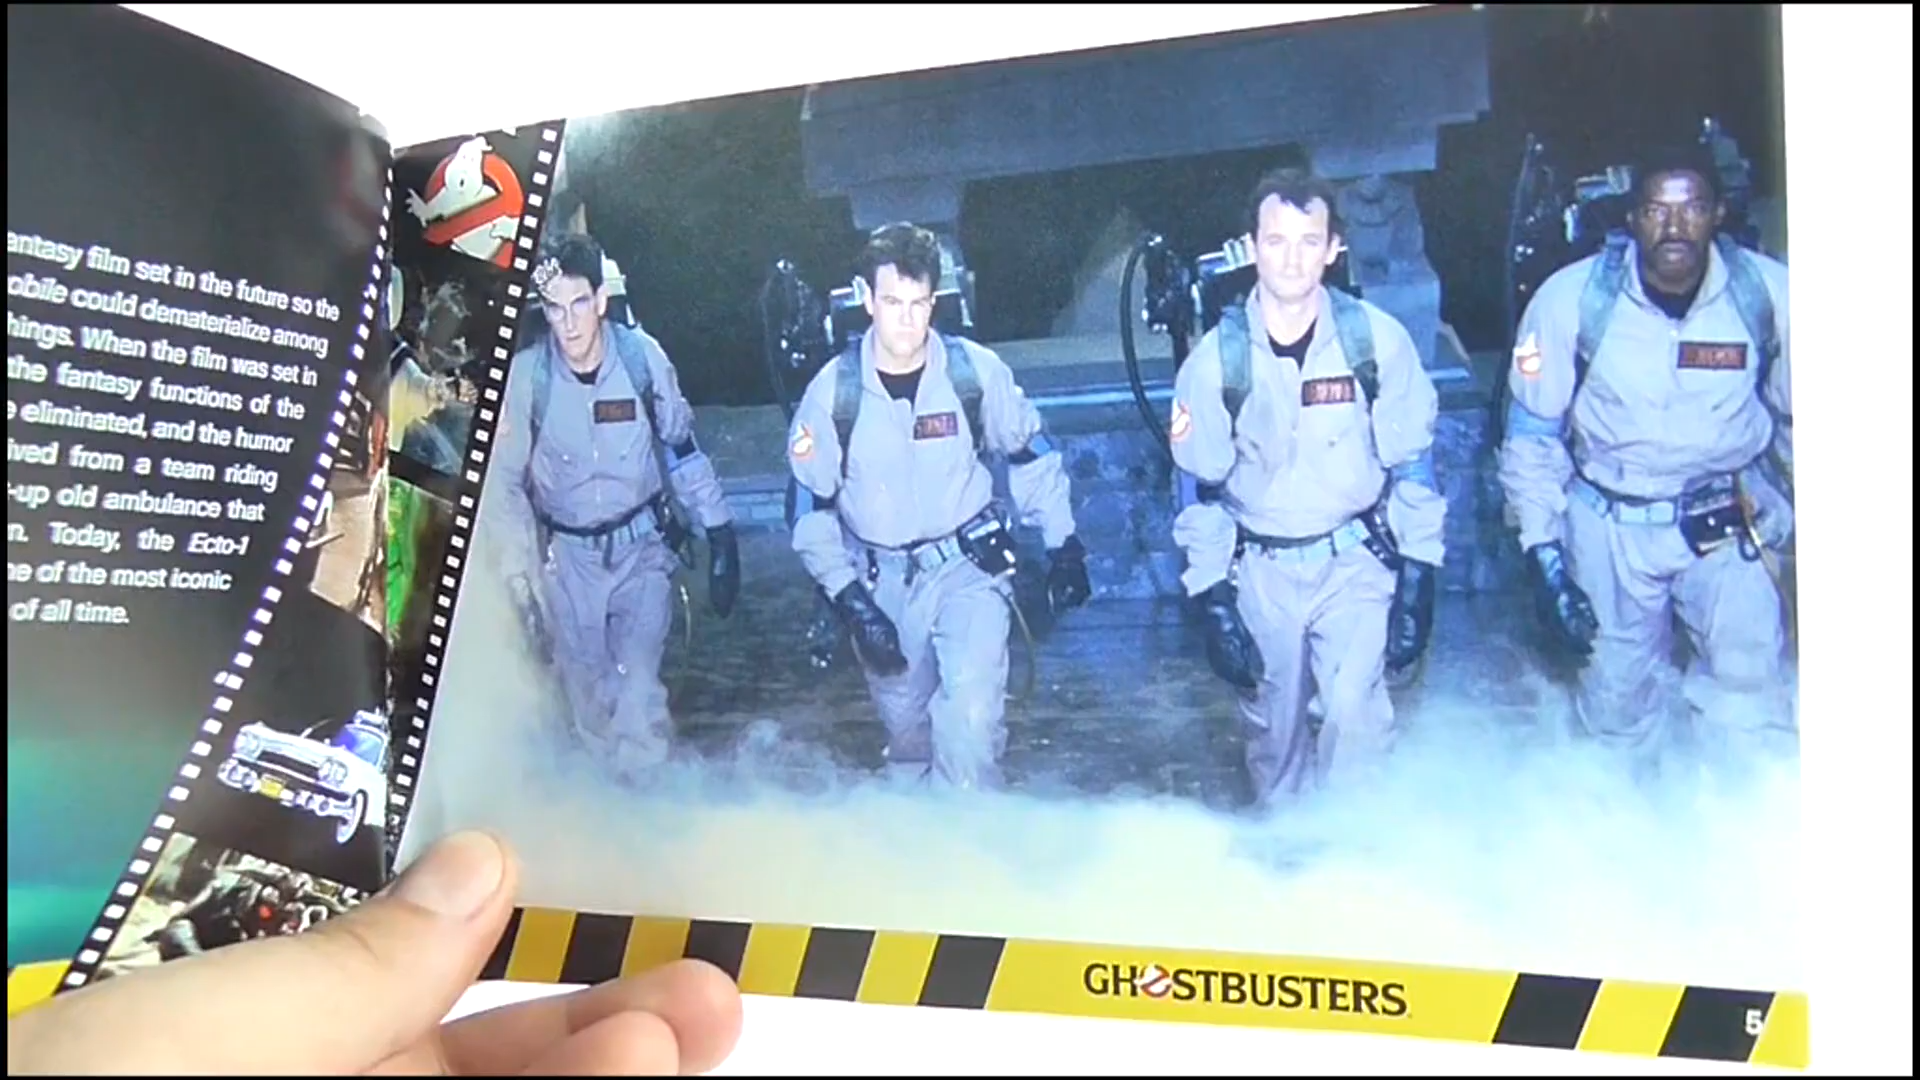 antasy film set in the future so the
obile could dematerialize among
hings. When the film was set in
the fantasy functions of the
e eliminated, and the humor
ived from a team riding
-up old ambulance that
n. Today, the Ecto-1
ne of the most iconic
of all time.
GHOSTBUSTERS
5